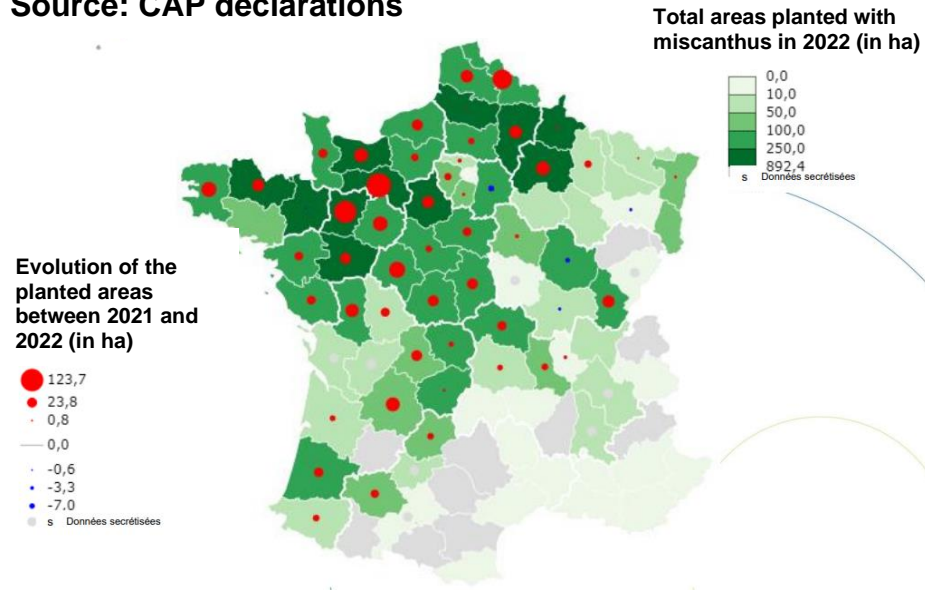 Source: CAP declarations
Total areas planted with
miscanthus in 2022 (in ha)
0,0
10,0
50,0
100,0
250,0
892,4
s Données secrétisées
Evolution of the
planted areas
between 2021 and
2022 (in ha)
123,7
23,8
0,8
0,0
-0,6
-3,3
-7.0
s Données secrétisées